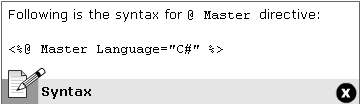 Following is the syntax for @ Master directive:
<%@ Master Language="C#" %>
Syntax
X